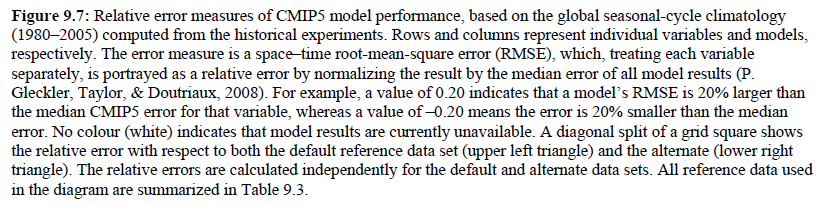 Figure 9.7: Relative error measures of CMIP5 model performance, based on the global seasonal-cycle climatology
(1980–2005) computed from the historical experiments. Rows and columns represent individual variables and models,
respectively. The error measure is a space–time root-mean-square error (RMSE), which, treating each variable
separately, is portrayed as a relative error by normalizing the result by the median error of all model results (P.
Gleckler, Taylor, & Doutriaux, 2008). For example, a value of 0.20 indicates that a model's RMSE is 20% larger than
the median CMIP5 error for that variable, whereas a value of –0.20 means the error is 20% smaller than the median
error. No colour (white) indicates that model results are currently unavailable. A diagonal split of a grid square shows
the relative error with respect to both the default reference data set (upper left triangle) and the alternate (lower right
triangle). The relative errors are calculated independently for the default and alternate data sets. All reference data used
in the diagram are summarized in Table 9.3.